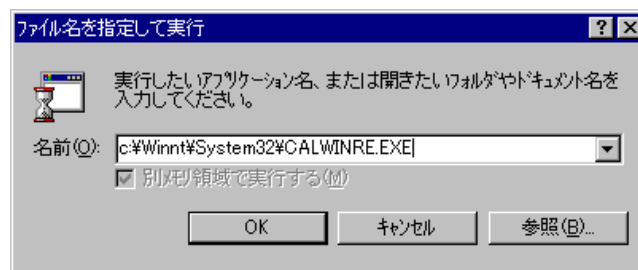 ファイル名を指定して実行
実行したいアプリケーション名、または開きたいフォルダやドキュメント名を
入力してください。
名前(O): c:¥Winnt¥System32¥CALWINRE.EXE
別メモリ領域で実行する(M)
OK キャンセル 参照(B)...